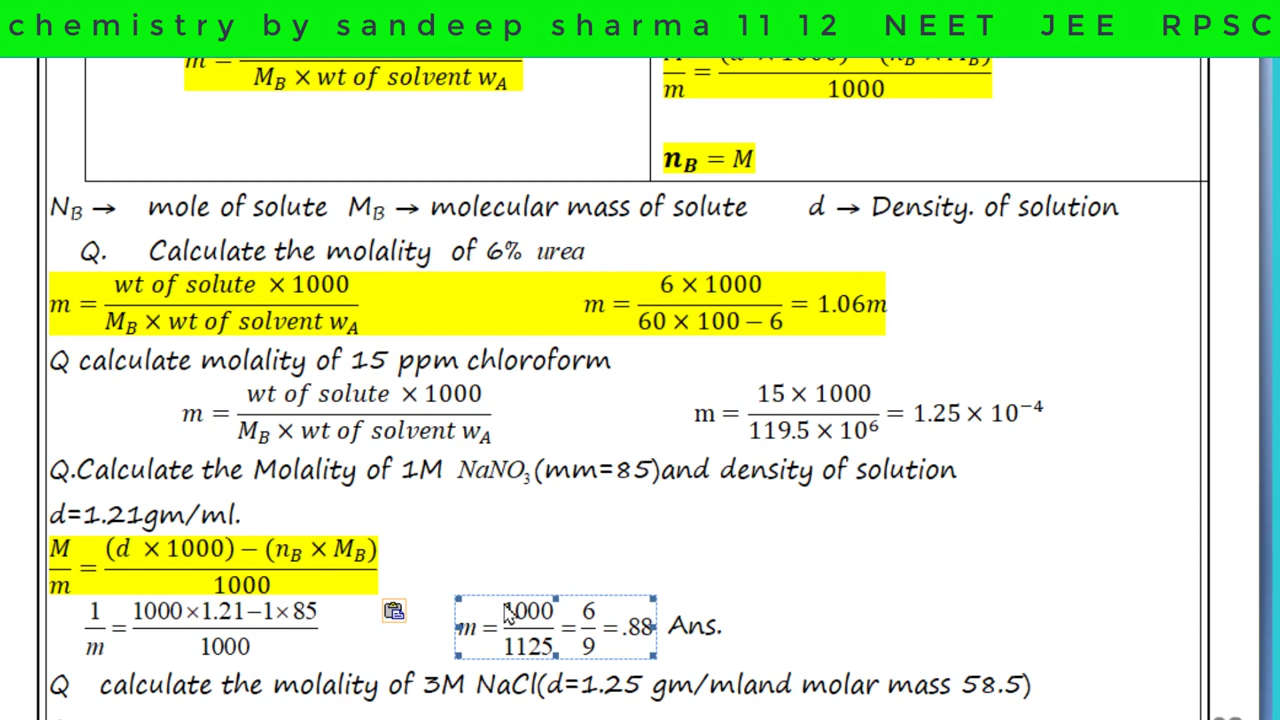 chemistry by sandeep sharma 11 12 NEET JEE RPSC
m = ——— / M_B × wt of solvent w_A
M/m = (d × 1000) − (n_B × M_B) / 1000
n_B = M
N_B → mole of solute M_B → molecular mass of solute d → Density. of solution
Q. Calculate the molality of 6% urea
m = wt of solute × 1000 / M_B × wt of solvent w_A m = 6 × 1000 / 60 × 100 − 6 = 1.06m
Q calculate molality of 15 ppm chloroform
m = wt of solute × 1000 / M_B × wt of solvent w_A m = 15 × 1000 / 119.5 × 10⁶ = 1.25 × 10⁻⁴
Q.Calculate the Molality of 1M NaNO₃(mm=85)and density of solution
d=1.21gm/ml.
M/m = (d × 1000) − (n_B × M_B) / 1000
1/m = 1000×1.21−1×85 / 1000 m = 1000/1125 = 6/9 = .88 Ans.
Q calculate the molality of 3M NaCl(d=1.25 gm/mland molar mass 58.5)